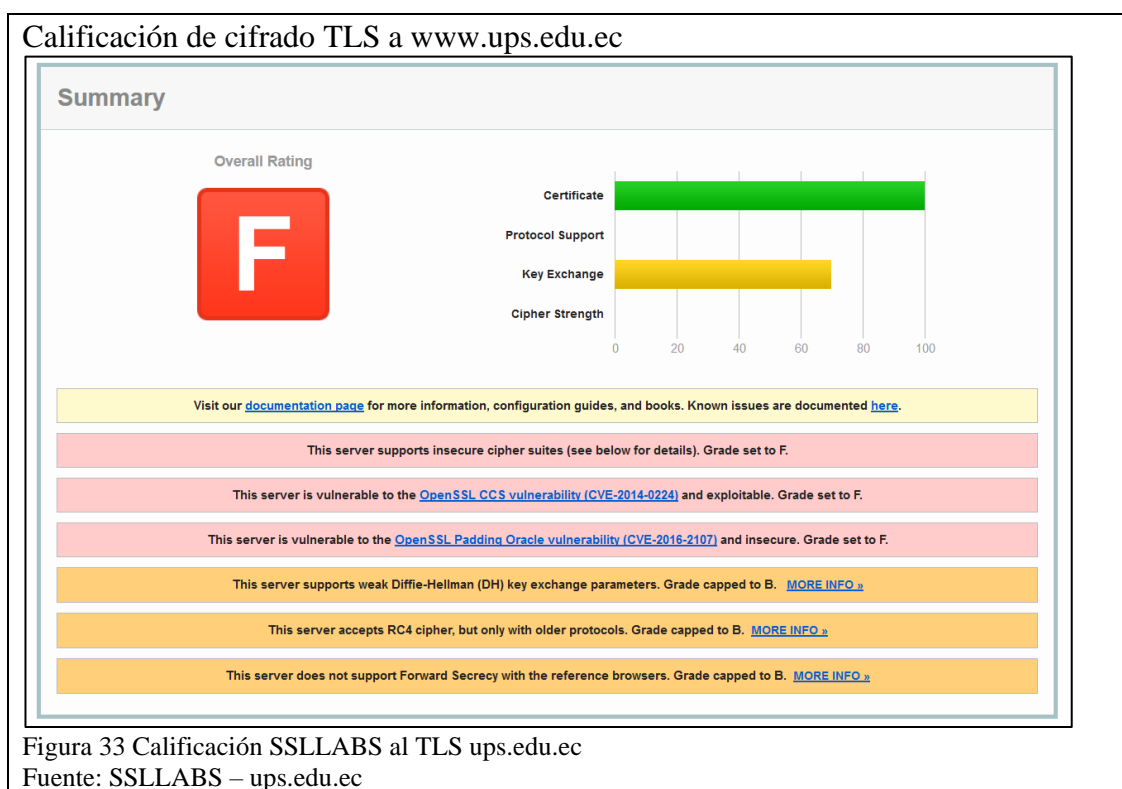 Calificación de cifrado TLS a www.ups.edu.ec
Summary
Overall Rating
F
Certificate
Protocol Support
Key Exchange
Cipher Strength
0 20 40 60 80 100
Visit our documentation page for more information, configuration guides, and books. Known issues are documented here.
This server supports insecure cipher suites (see below for details). Grade set to F.
This server is vulnerable to the OpenSSL CCS vulnerability (CVE-2014-0224) and exploitable. Grade set to F.
This server is vulnerable to the OpenSSL Padding Oracle vulnerability (CVE-2016-2107) and insecure. Grade set to F.
This server supports weak Diffie-Hellman (DH) key exchange parameters. Grade capped to B. MORE INFO »
This server accepts RC4 cipher, but only with older protocols. Grade capped to B. MORE INFO »
This server does not support Forward Secrecy with the reference browsers. Grade capped to B. MORE INFO »
Figura 33 Calificación SSLLABS al TLS ups.edu.ec
Fuente: SSLLABS – ups.edu.ec